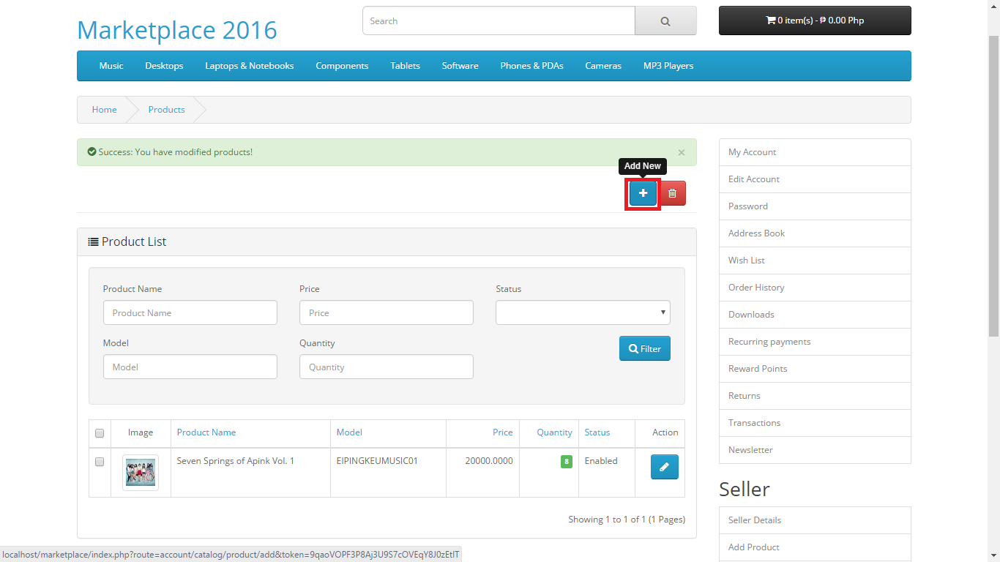 Marketplace 2016
Search
0 item(s) - ₱ 0.00 Php
Music Desktops Laptops & Notebooks Components Tablets Software Phones & PDAs Cameras MP3 Players
Home Products
Success: You have modified products! ×
Add New
Product List
Product Name Price Status
Product Name Price
Model Quantity
Filter
Model Quantity
Image Product Name Model Price Quantity Status Action
Seven Springs of Apink Vol. 1 EIPINGKEUMUSIC01 20000.0000 8 Enabled
Showing 1 to 1 of 1 (1 Pages)
My Account
Edit Account
Password
Address Book
Wish List
Order History
Downloads
Recurring payments
Reward Points
Returns
Transactions
Newsletter
Seller
Seller Details
Add Product
localhost/marketplace/index.php?route=account/catalog/product/add&token=9qaoVOPF3P8Aj3U9S7cOVEqY8J0zEtlT